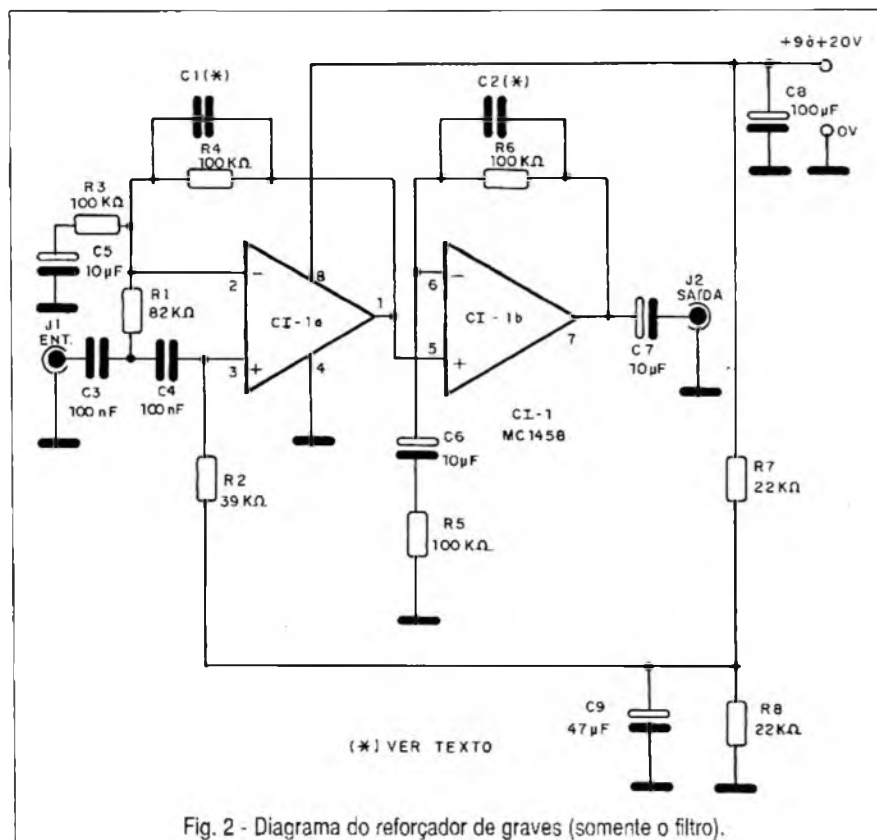 +9à+20V
C1(*)
C2(*)
C8
100µF
0V
R4
100KΩ
R6
100KΩ
R3
100KΩ
C5
10µF
2
-
8
6
-
J2
SAÍDA
R1
82KΩ
CI-1a
1
CI-1b
7
J1
ENT.
3
+
4
5
+
C7
10µF
C3
100nF
C4
100nF
CI-1
MC1458
C6
10µF
R2
39KΩ
R7
22KΩ
R5
100KΩ
C9
47µF
R8
22KΩ
(*) VER TEXTO
Fig. 2 - Diagrama do reforçador de graves (somente o filtro).